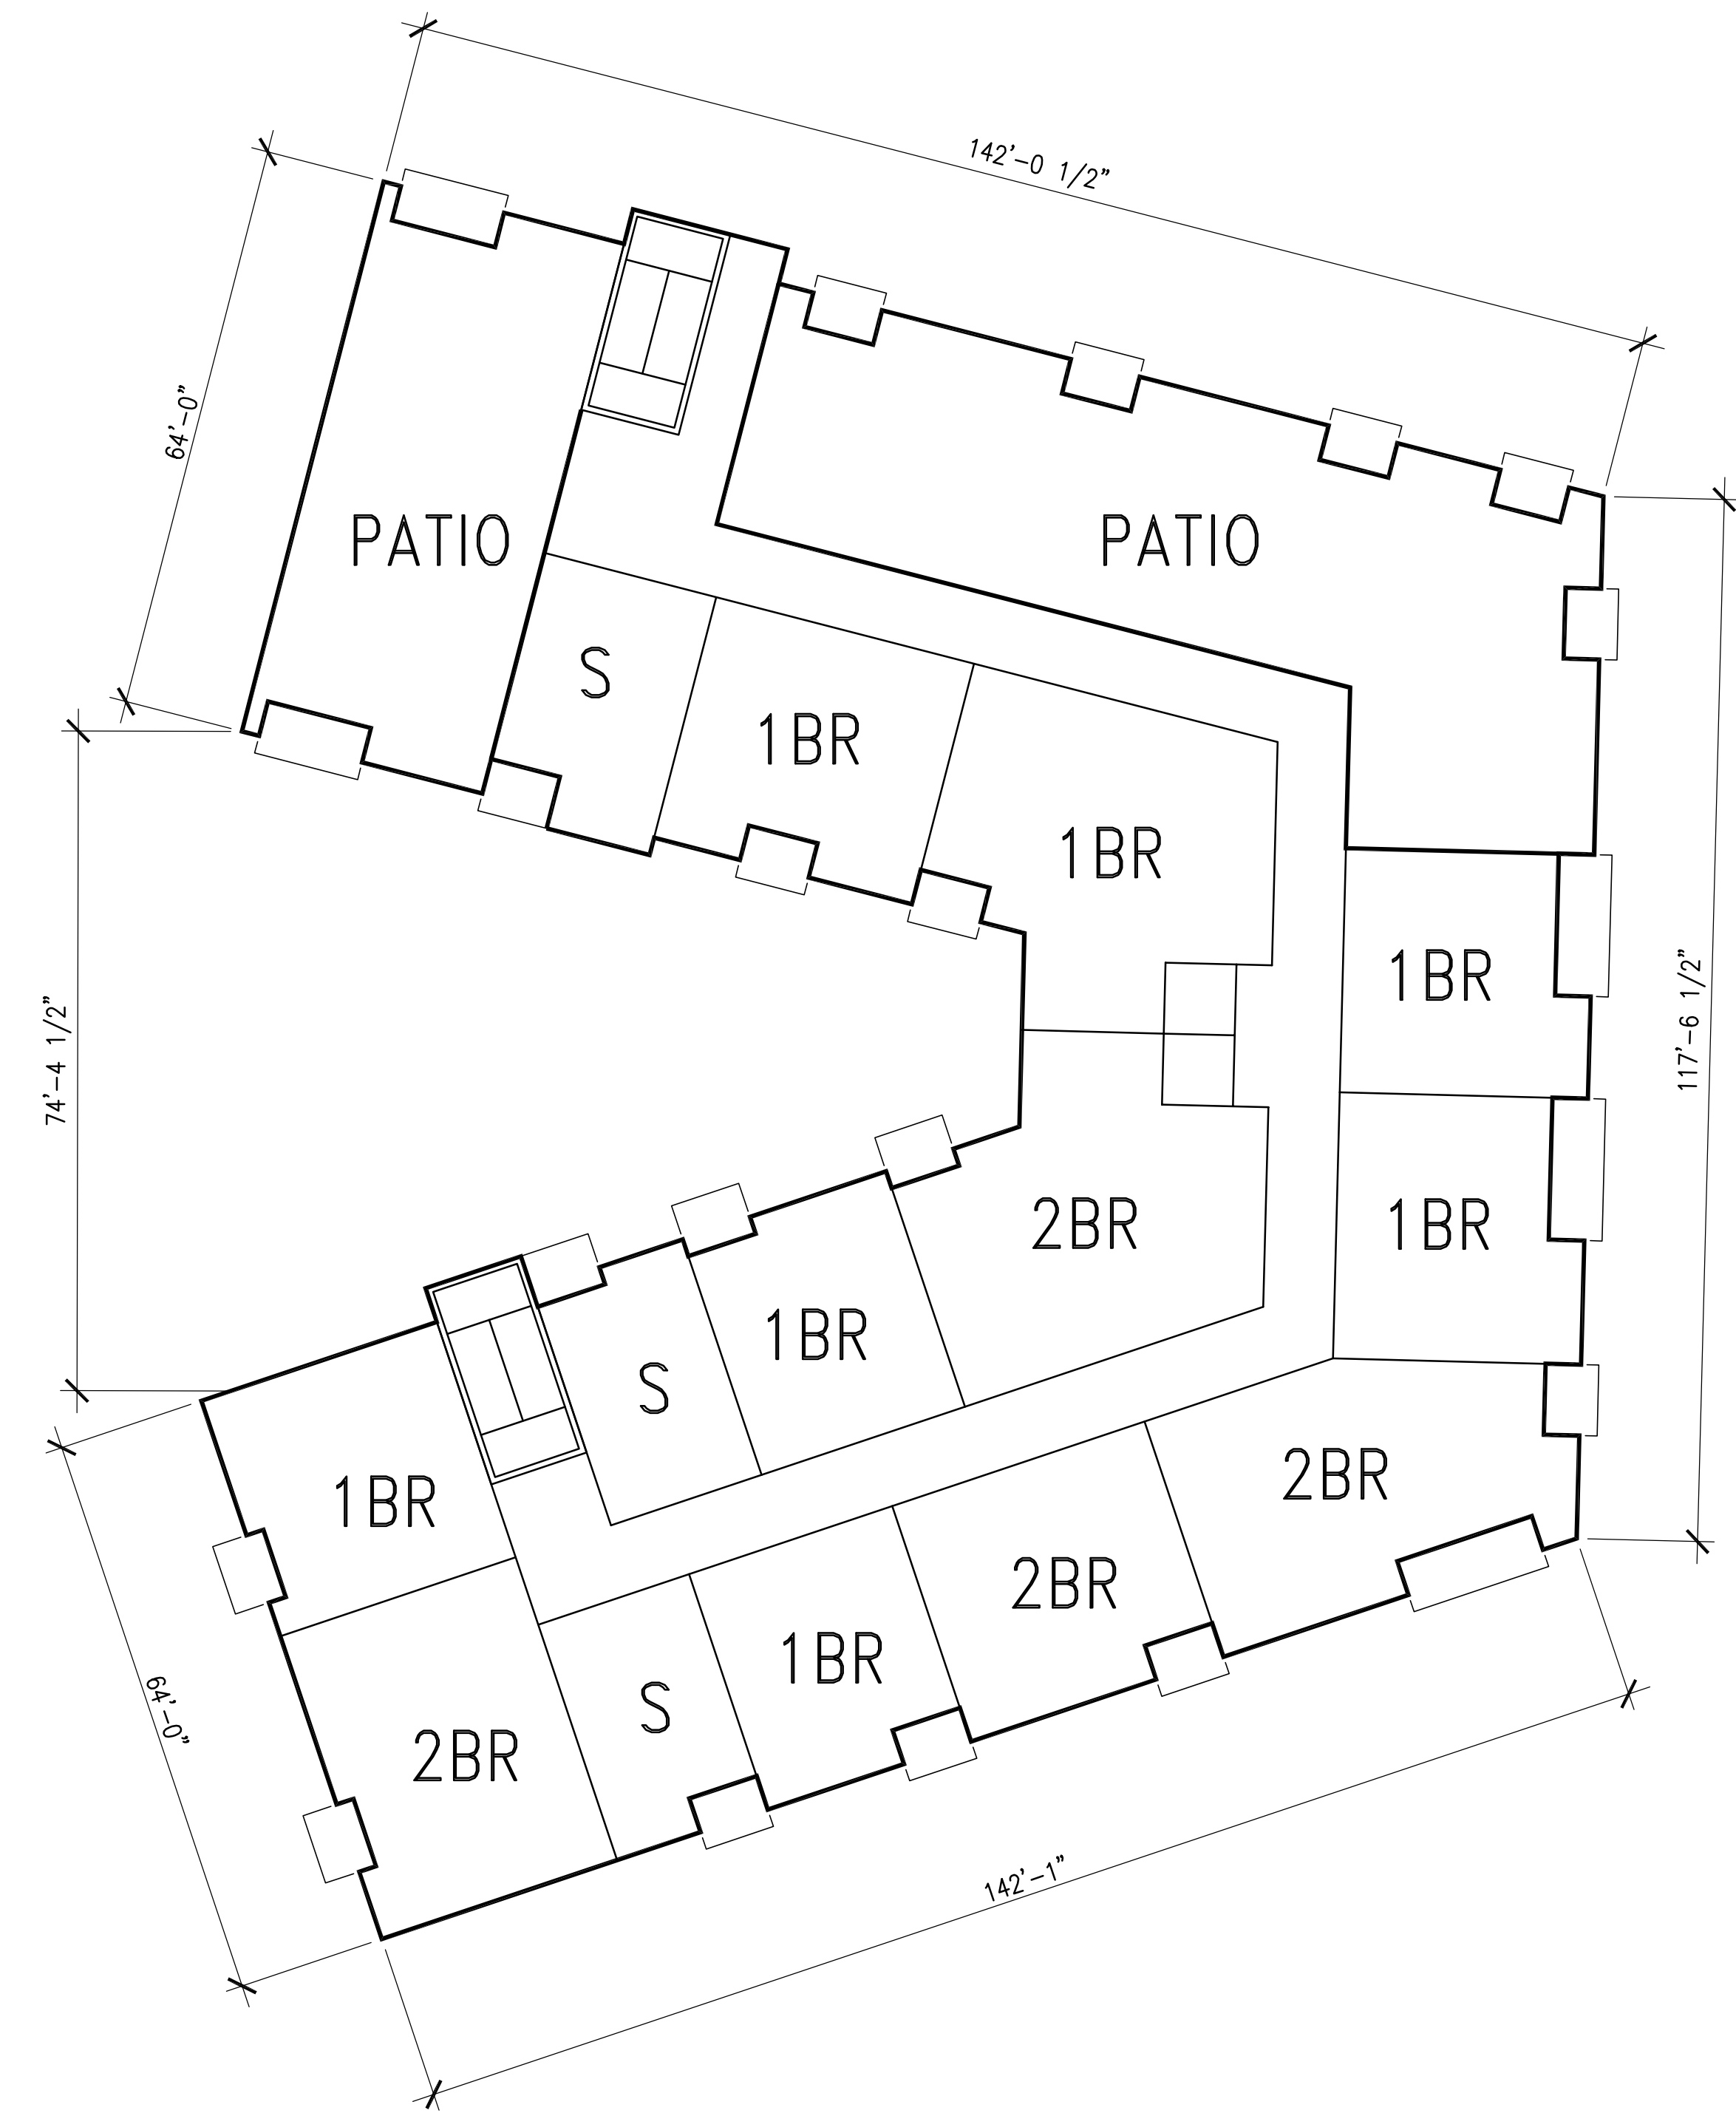 142'-0 1/2"
64'-0"
PATIO
PATIO
S
1BR
1BR
1BR
74'-4 1/2"
117'-6 1/2"
2BR
1BR
1BR
S
1BR
2BR
2BR
S
1BR
64'-0"
2BR
142'-1"